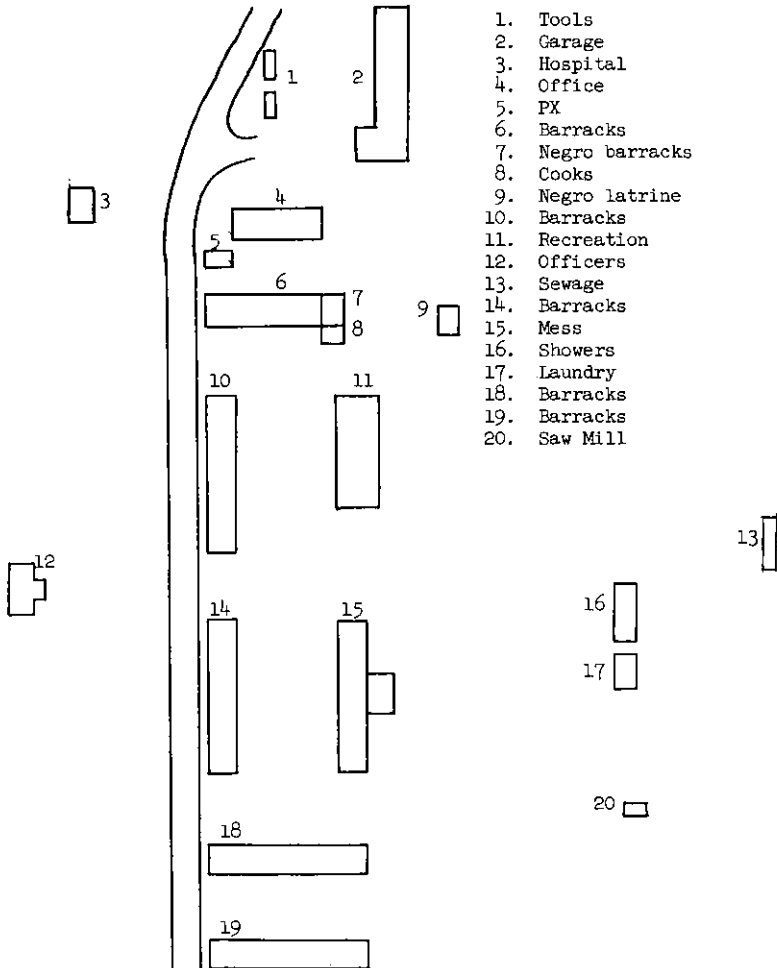 1. Tools
2. Garage
3. Hospital
4. Office
5. PX
6. Barracks
7. Negro barracks
8. Cooks
9. Negro latrine
10. Barracks
11. Recreation
12. Officers
13. Sewage
14. Barracks
15. Mess
16. Showers
17. Laundry
18. Barracks
19. Barracks
20. Saw Mill
1
2
3
4
5
6
7
8
9
10
11
12
13
14
15
16
17
18
19
20